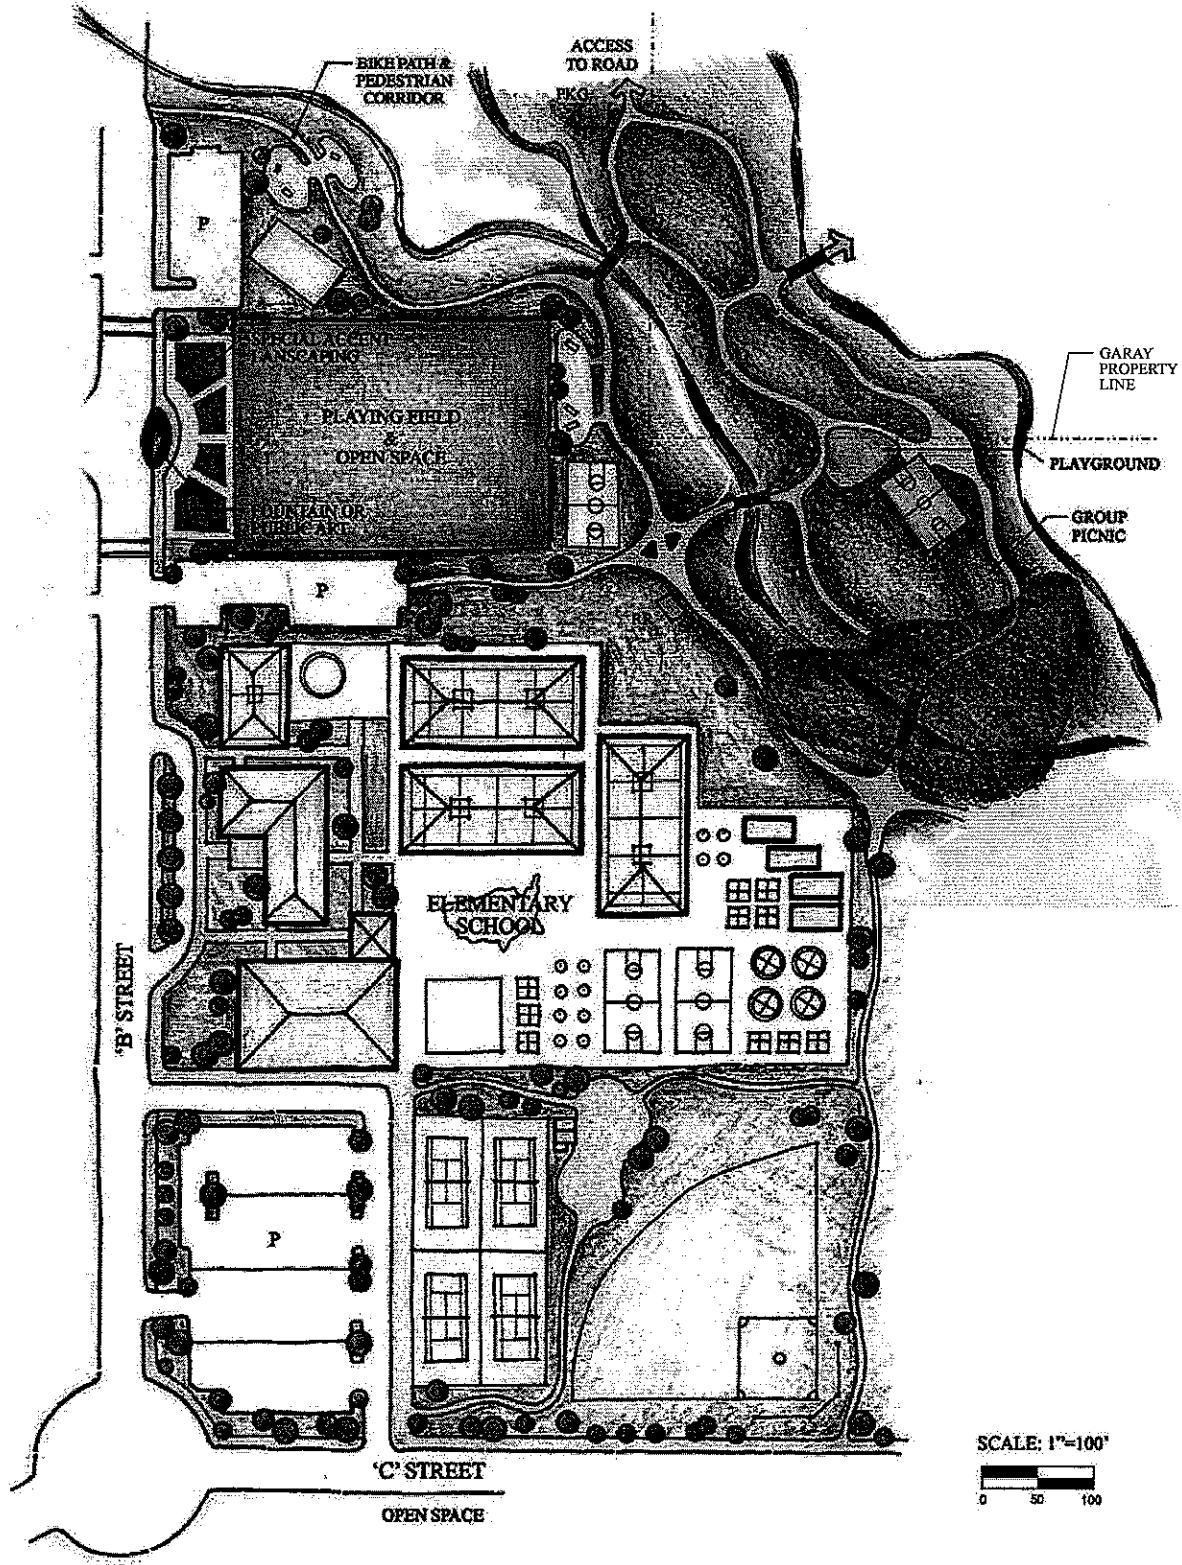 ACCESS
TO ROAD
BIKE PATH &
PEDESTRIAN
CORRIDOR
PKG
P
SPECIAL ACCENT
LANSCAPING
GARAY
PROPERTY
LINE
PLAYING FIELD
&
OPEN SPACE
PLAYGROUND
FOUNTAIN OR
PUBLIC ART
GROUP
PICNIC
P
ELEMENTARY
SCHOOL
'B' STREET
P
SCALE: 1"=100'
0 50 100
'C' STREET
OPEN SPACE